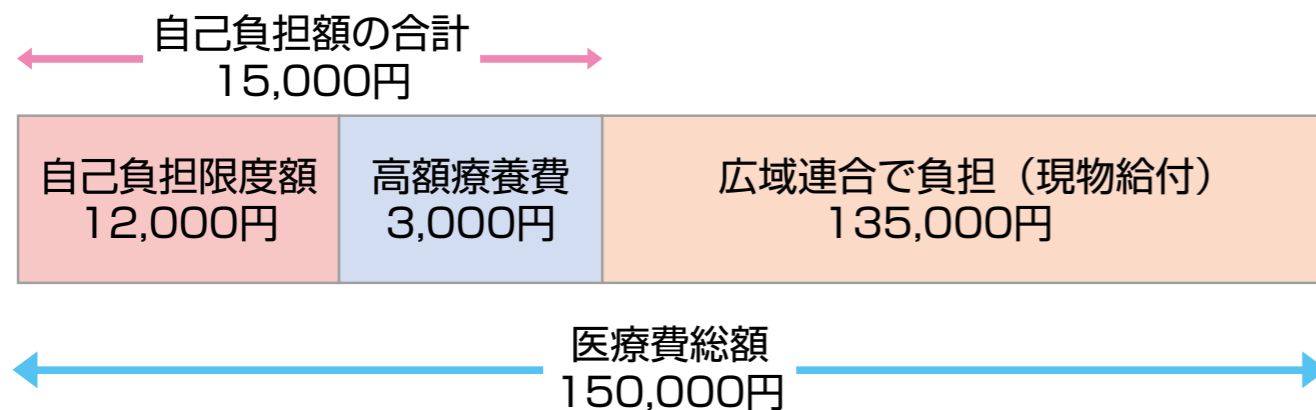 自己負担額の合計
15,000円
自己負担限度額
12,000円
高額療養費
3,000円
広域連合で負担（現物給付）
135,000円
医療費総額
150,000円